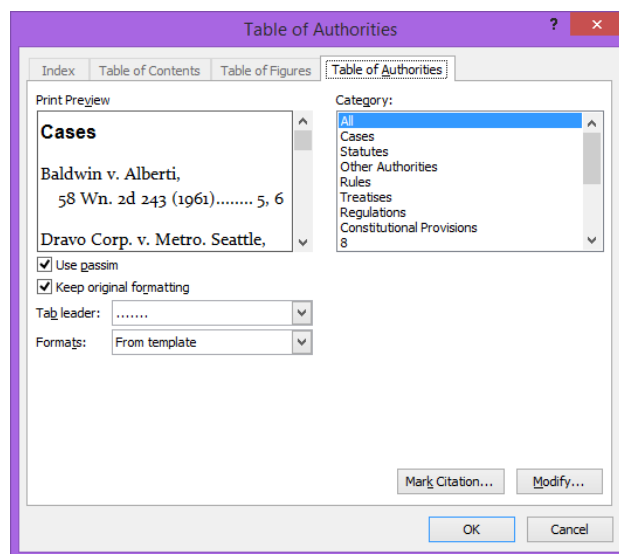 Table of Authorities
?
Index
Table of Contents
Table of Figures
Table of Authorities
Print Preview
Cases
Baldwin v. Alberti,
58 Wn. 2d 243 (1961)........ 5, 6
Dravo Corp. v. Metro. Seattle,
Category:
All
Cases
Statutes
Other Authorities
Rules
Treatises
Regulations
Constitutional Provisions
8
Use passim
Keep original formatting
Tab leader: .......
Formats: From template
Mark Citation... Modify...
OK Cancel